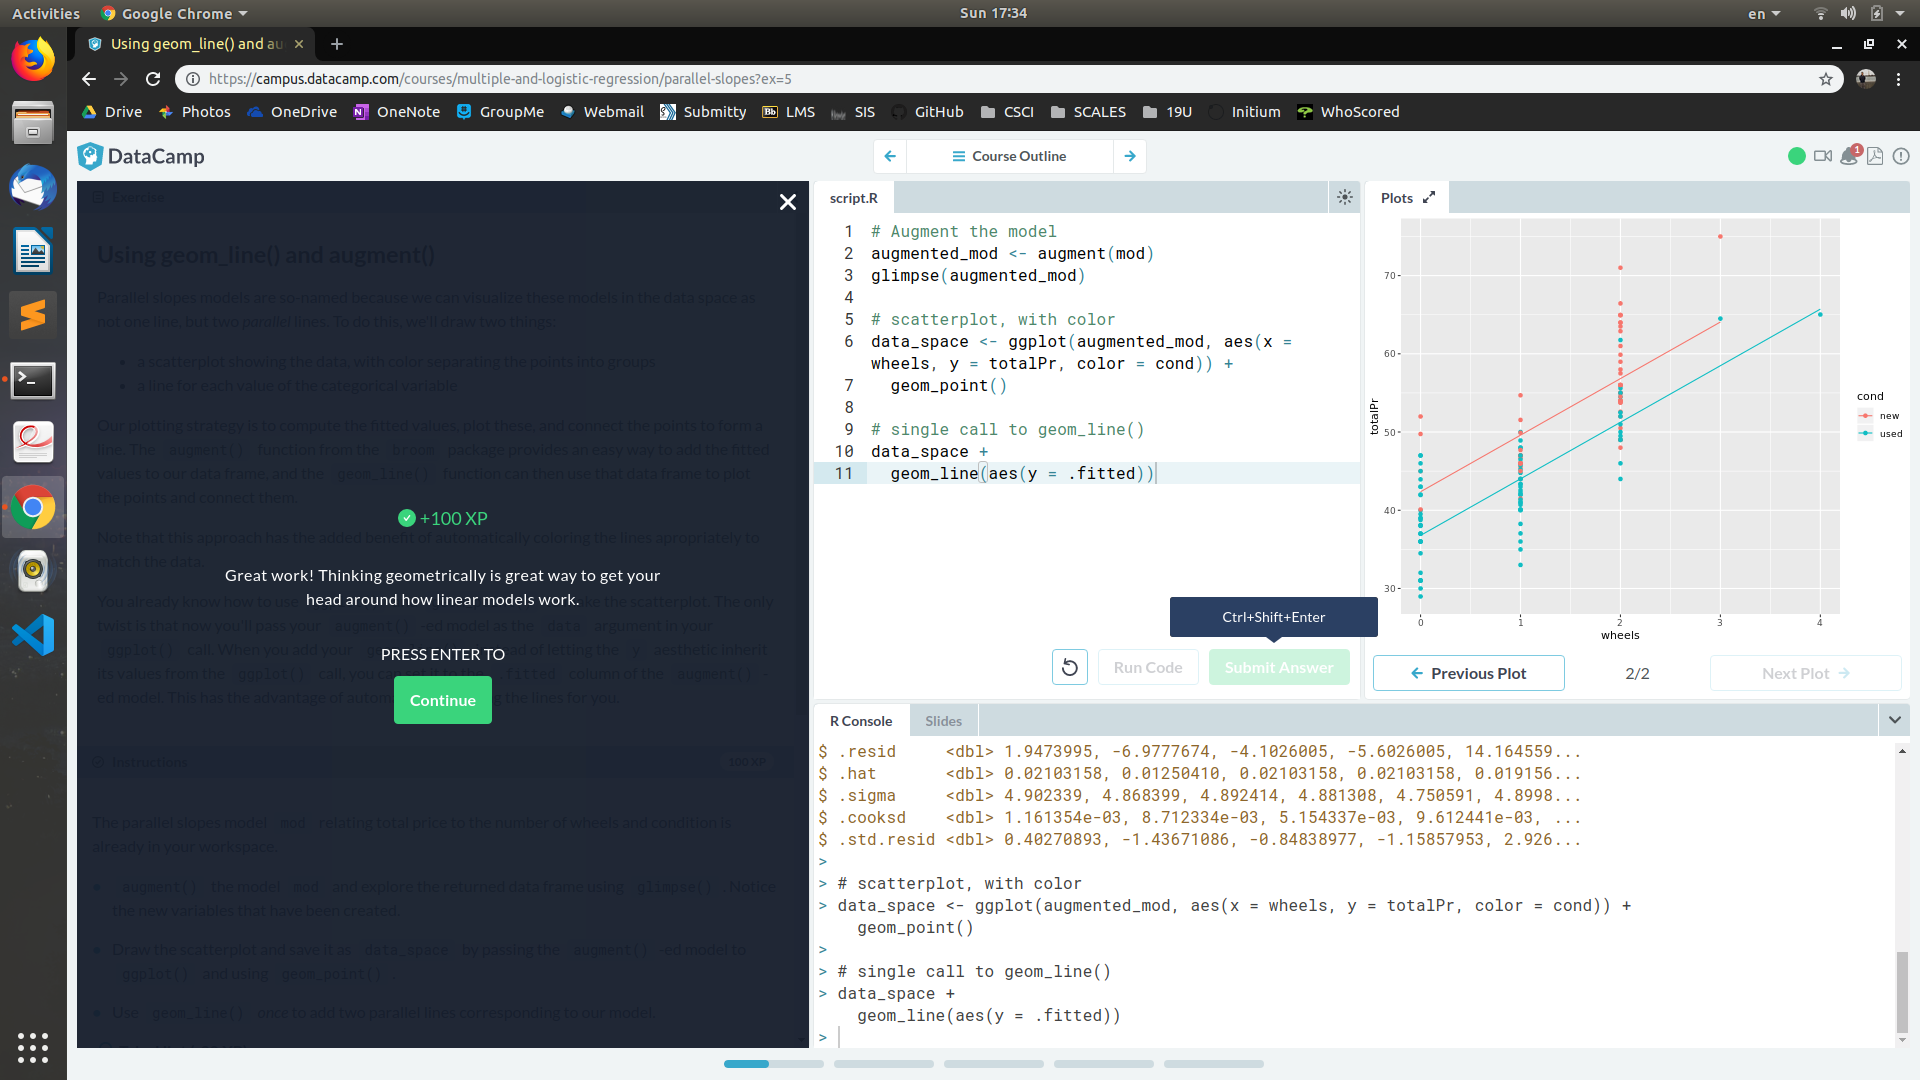 Activities
Google Chrome
Sun 17:34
en
Using geom_line() and au
https://campus.datacamp.com/courses/multiple-and-logistic-regression/parallel-slopes?ex=5
Drive
Photos
OneDrive
OneNote
GroupMe
Webmail
Submitty
Bb LMS
SIS
GitHub
CSCI
SCALES
19U
Initium
WhoScored
DataCamp
Course Outline
1
Exercise
Using geom_line() and augment()
Parallel slopes models are so-named because we can visualize these models in the data space as
not one line, but two parallel lines. To do this, we'll draw two things:
a scatterplot showing the data, with color separating the points into groups
a line for each value of the categorical variable
Our plotting strategy is to compute the fitted values, plot these, and connect the points to form a
line. The augment() function from the broom package provides an easy way to add the fitted
values to our data frame, and the geom_line() function can then use that data frame to plot
the points and connect them.
Note that this approach has the added benefit of automatically coloring the lines apropriately to
match the data.
You already know how to use
ke the scatterplot. The only
twist is that now you'll pass your augment() -ed model as the data argument in your
ggplot() call. When you add your
ad of letting the y aesthetic inherit
its values from the ggplot() call, you
fitted column of the augment() -
ed model. This has the advantage of
the lines for you.
+100 XP
Great work! Thinking geometrically is great way to get your
head around how linear models work.
PRESS ENTER TO
Continue
Instructions
100 XP
The parallel slopes model mod relating total price to the number of wheels and condition is
already in your workspace.
augment() the model mod and explore the returned data frame using glimpse() . Notice
the new variables that have been created.
Draw the scatterplot and save it as data_space by passing the augment() -ed model to
ggplot() and using geom_point() .
Use geom_line() once to add two parallel lines corresponding to our model.
script.R
1 # Augment the model
2 augmented_mod <- augment(mod)
3 glimpse(augmented_mod)
4
5 # scatterplot, with color
6 data_space <- ggplot(augmented_mod, aes(x =
wheels, y = totalPr, color = cond)) +
7 geom_point()
8
9 # single call to geom_line()
10 data_space +
11 geom_line(aes(y = .fitted))
Ctrl+Shift+Enter
Run Code
Submit Answer
Plots
70
60
50
40
30
totalPr
0 1 2 3 4
wheels
cond
new
used
Previous Plot
2/2
Next Plot
R Console
Slides
$ .resid <dbl> 1.9473995, -6.9777674, -4.1026005, -5.6026005, 14.164559...
$ .hat <dbl> 0.02103158, 0.01250410, 0.02103158, 0.02103158, 0.019156...
$ .sigma <dbl> 4.902339, 4.868399, 4.892414, 4.881308, 4.750591, 4.8998...
$ .cooksd <dbl> 1.161354e-03, 8.712334e-03, 5.154337e-03, 9.612441e-03, ...
$ .std.resid <dbl> 0.40270893, -1.43671086, -0.84838977, -1.15857953, 2.926...
>
> # scatterplot, with color
> data_space <- ggplot(augmented_mod, aes(x = wheels, y = totalPr, color = cond)) +
geom_point()
>
> # single call to geom_line()
> data_space +
geom_line(aes(y = .fitted))
>